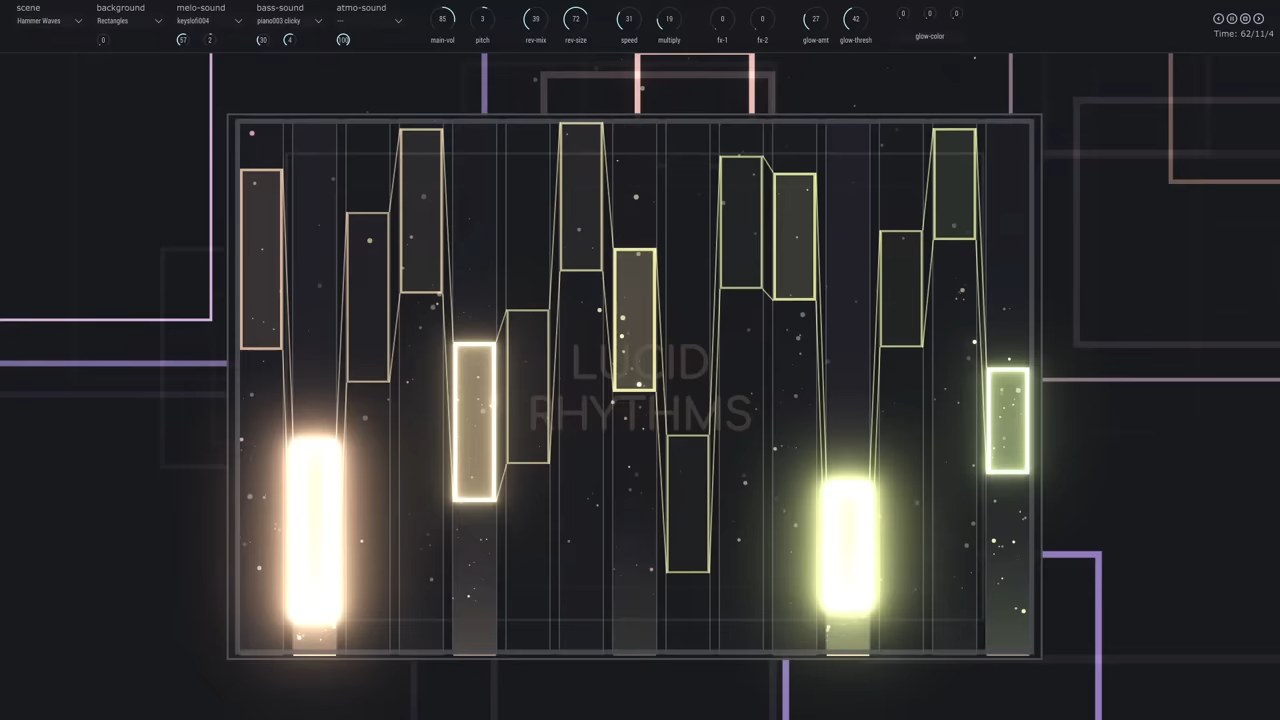 scene background melo-sound bass-sound atmo-sound
Hammer Waves Rectangles keyslofi004 piano003 clicky ---
0 57 2 30 4 100
85 3 39 72 31 19 0 0 27 42 0 0 0
main-vol pitch rev-mix rev-size speed multiply fx-1 fx-2 glow-amt glow-thresh glow-color
Time: 62/11/4
LUCID
RHYTHMS